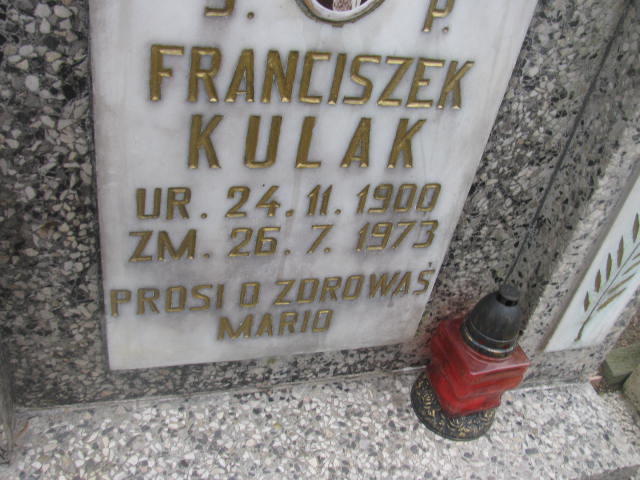 Ś. P.
FRANCISZEK
KULAK
UR. 24.11.1900
ZM. 26.7.1973
PROSI O ZDROWAŚ
MARIO